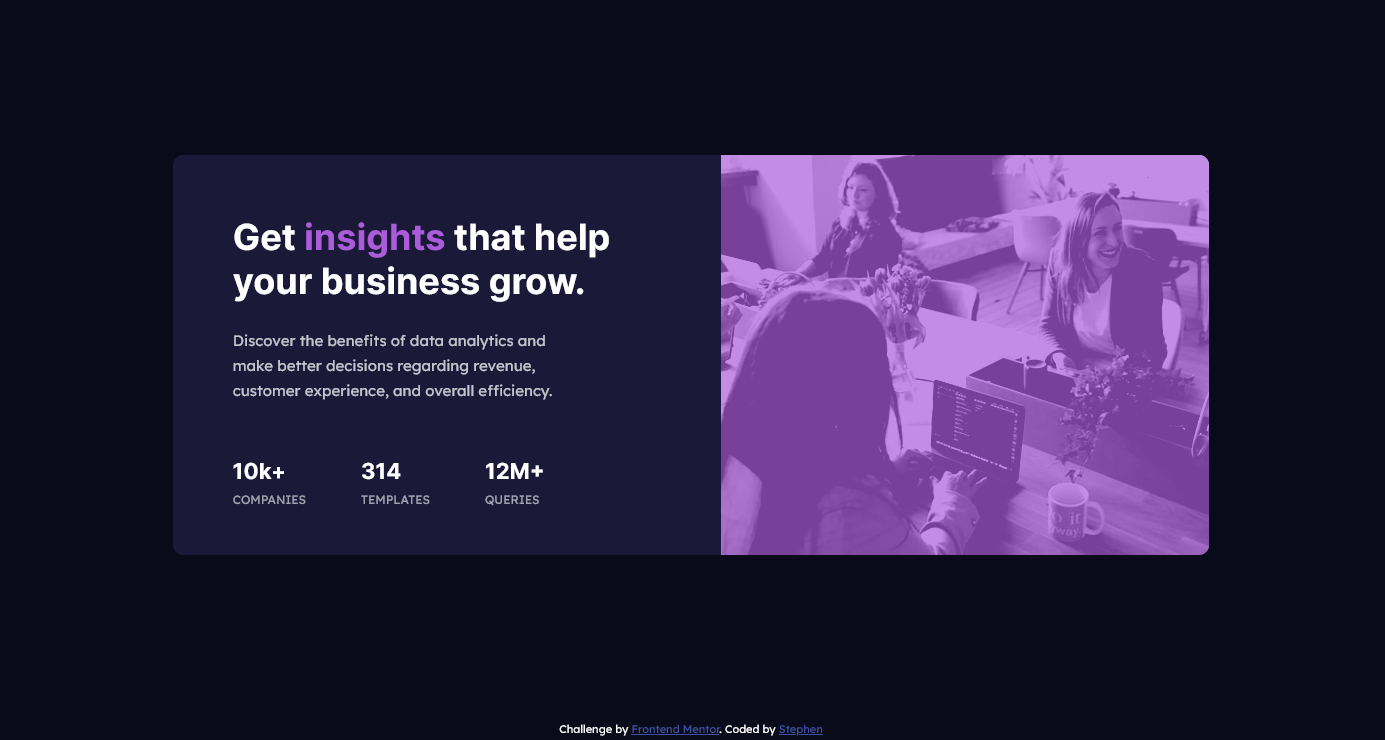 Get insights that help
your business grow.
Discover the benefits of data analytics and
make better decisions regarding revenue,
customer experience, and overall efficiency.
10k+ 314 12M+
COMPANIES TEMPLATES QUERIES
Challenge by Frontend Mentor. Coded by Stephen